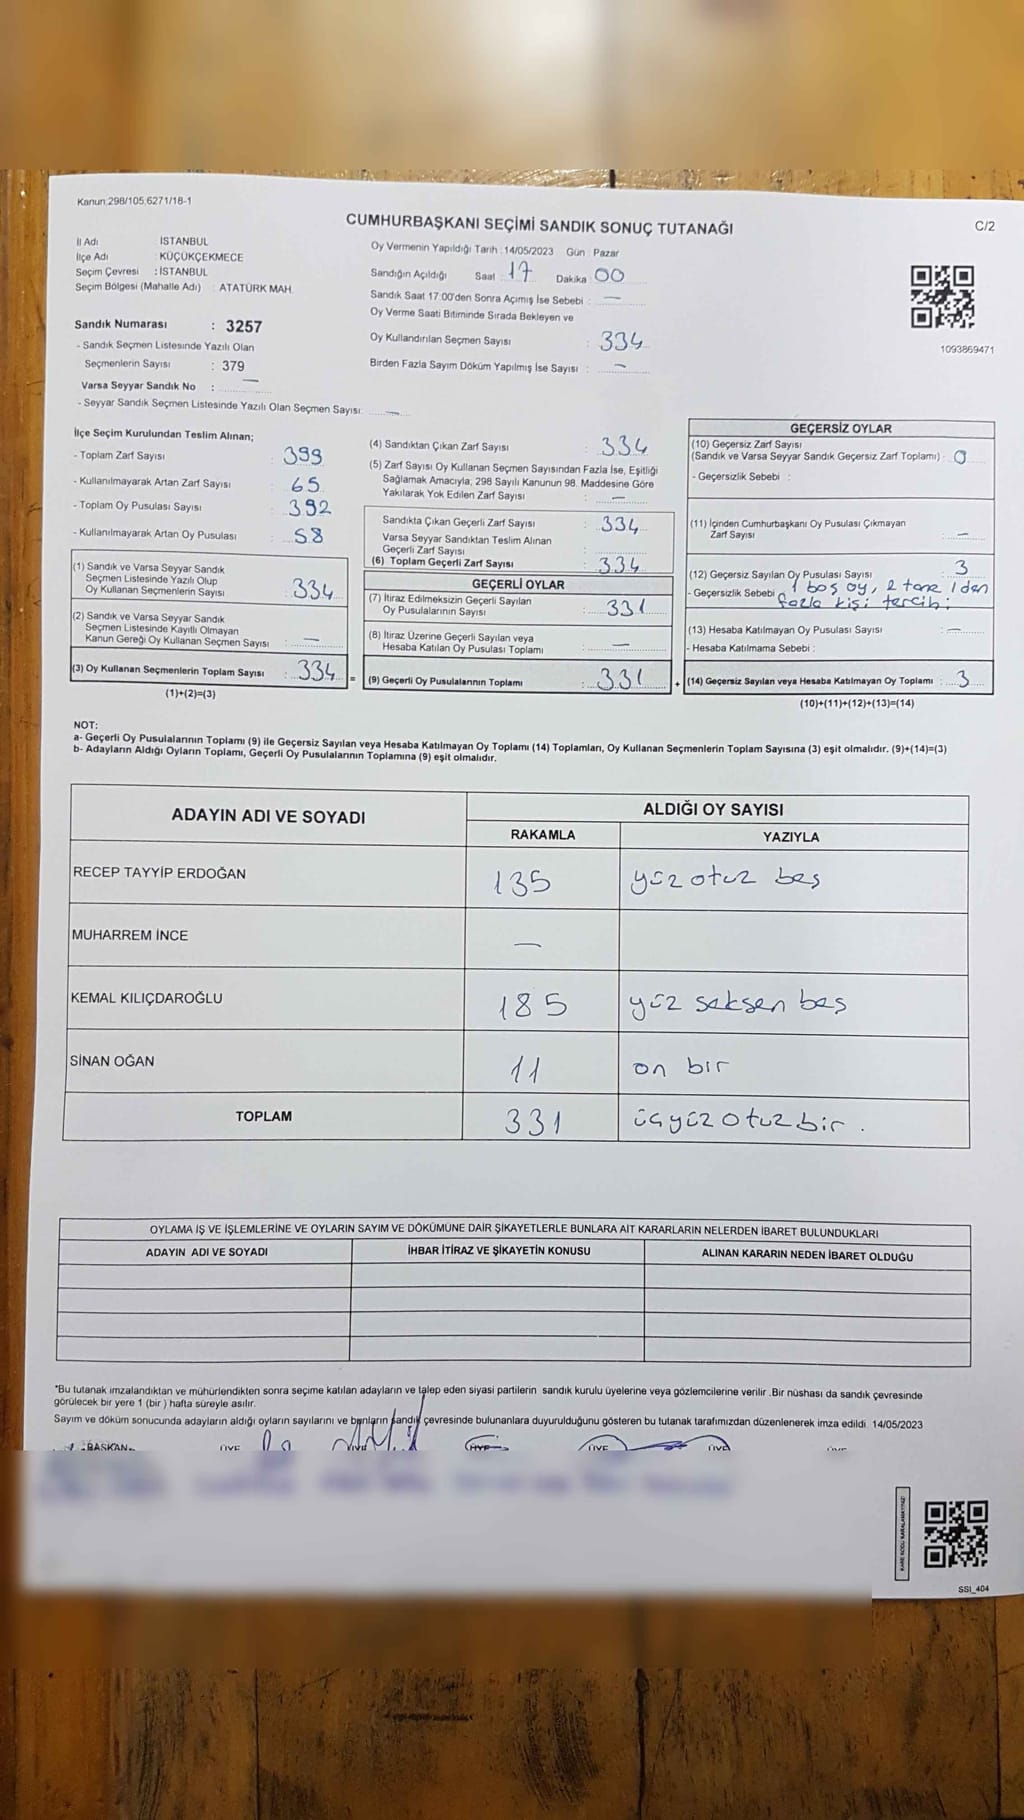 Kanun:298/105,6271/18-1
CUMHURBAŞKANI SEÇİMİ SANDIK SONUÇ TUTANAĞI
C/2
İl Adı : İSTANBUL
İlçe Adı : KÜÇÜKÇEKMECE
Seçim Çevresi : İSTANBUL
Seçim Bölgesi (Mahalle Adı) : ATATÜRK MAH.
Sandık Numarası : 3257
- Sandık Seçmen Listesinde Yazılı Olan
Seçmenlerin Sayısı : 379
Varsa Seyyar Sandık No : —
- Seyyar Sandık Seçmen Listesinde Yazılı Olan Seçmen Sayısı: —
Oy Vermenin Yapıldığı Tarih : 14/05/2023 Gün : Pazar
Sandığın Açıldığı Saat : 17 Dakika : 00
Sandık Saat 17:00'den Sonra Açımış İse Sebebi : —
Oy Verme Saati Bitiminde Sırada Bekleyen ve
Oy Kullandırılan Seçmen Sayısı : 334
Birden Fazla Sayım Döküm Yapılmış İse Sayısı : —
1093869471
İlçe Seçim Kurulundan Teslim Alınan;
- Toplam Zarf Sayısı : 399
- Kullanılmayarak Artan Zarf Sayısı : 65
- Toplam Oy Pusulası Sayısı : 392
- Kullanılmayarak Artan Oy Pusulası : 58
(1) Sandık ve Varsa Seyyar Sandık
Seçmen Listesinde Yazılı Olup
Oy Kullanan Seçmenlerin Sayısı : 334
(2) Sandık ve Varsa Seyyar Sandık
Seçmen Listesinde Kayıtlı Olmayan
Kanun Gereği Oy Kullanan Seçmen Sayısı : —
(3) Oy Kullanan Seçmenlerin Toplam Sayısı : 334 =
(1)+(2)=(3)
(4) Sandıktan Çıkan Zarf Sayısı : 334
(5) Zarf Sayısı Oy Kullanan Seçmen Sayısından Fazla İse, Eşitliği
Sağlamak Amacıyla; 298 Sayılı Kanunun 98. Maddesine Göre
Yakılarak Yok Edilen Zarf Sayısı : —
Sandıkta Çıkan Geçerli Zarf Sayısı : 334
Varsa Seyyar Sandıktan Teslim Alınan
Geçerli Zarf Sayısı :
(6) Toplam Geçerli Zarf Sayısı : 334
GEÇERLİ OYLAR
(7) İtiraz Edilmeksizin Geçerli Sayılan
Oy Pusulalarının Sayısı : 331
(8) İtiraz Üzerine Geçerli Sayılan veya
Hesaba Katılan Oy Pusulası Toplamı : —
(9) Geçerli Oy Pusulalarının Toplamı : 331 +
GEÇERSİZ OYLAR
(10) Geçersiz Zarf Sayısı
(Sandık ve Varsa Seyyar Sandık Geçersiz Zarf Toplamı) : 0
- Geçersizlik Sebebi :
(11) İçinden Cumhurbaşkanı Oy Pusulası Çıkmayan
Zarf Sayısı : —
(12) Geçersiz Sayılan Oy Pusulası Sayısı : 3
- Geçersizlik Sebebi : 1 boş oy, 2 tane 1'den
fazla kişi tercihi
(13) Hesaba Katılmayan Oy Pusulası Sayısı : —
- Hesaba Katılmama Sebebi :
(14) Geçersiz Sayılan veya Hesaba Katılmayan Oy Toplamı : 3
(10)+(11)+(12)+(13)=(14)
NOT:
a- Geçerli Oy Pusulalarının Toplamı (9) ile Geçersiz Sayılan veya Hesaba Katılmayan Oy Toplamı (14) Toplamları, Oy Kullanan Seçmenlerin Toplam Sayısına (3) eşit olmalıdır. (9)+(14)=(3)
b- Adayların Aldığı Oyların Toplamı, Geçerli Oy Pusulalarının Toplamına (9) eşit olmalıdır.
ADAYIN ADI VE SOYADI
ALDIĞI OY SAYISI
RAKAMLA YAZIYLA
RECEP TAYYİP ERDOĞAN 135 yüz otuz beş
MUHARREM İNCE —
KEMAL KILIÇDAROĞLU 185 yüz seksen beş
SİNAN OĞAN 11 on bir
TOPLAM 331 üçyüz otuz bir.
OYLAMA İŞ VE İŞLEMLERİNE VE OYLARIN SAYIM VE DÖKÜMÜNE DAİR ŞİKAYETLERLE BUNLARA AİT KARARLARIN NELERDEN İBARET BULUNDUKLARI
ADAYIN ADI VE SOYADI İHBAR İTİRAZ VE ŞİKAYETİN KONUSU ALINAN KARARIN NEDEN İBARET OLDUĞU
*Bu tutanak imzalandıktan ve mühürlendikten sonra seçime katılan adayların ve talep eden siyasi partilerin sandık kurulu üyelerine veya gözlemcilerine verilir .Bir nüshası da sandık çevresinde
görülecek bir yere 1 (bir ) hafta süreyle asılır.
Sayım ve döküm sonucunda adayların aldığı oyların sayılarını ve bunların sandık çevresinde bulunanlara duyurulduğunu gösteren bu tutanak tarafımızdan düzenlenerek imza edildi. 14/05/2023
BAŞKAN ÜYE ÜYE ÜYE ÜYE ÜYE ÜYE
KARE KODU KARALAMAYINIZ!
SSI_404